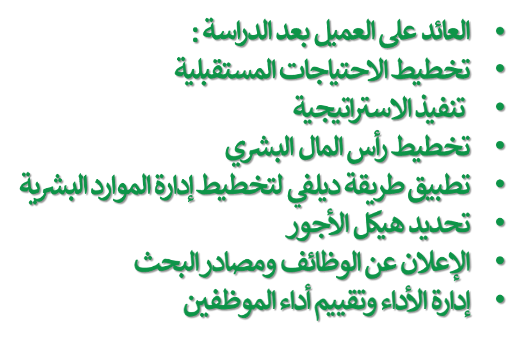 • العائد على العميل بعد الدراسة :
• تخطيط الاحتياجات المستقبلية
• تنفيذ الاستراتيجية
• تخطيط رأس المال البشري
• تطبيق طريقة ديلفي لتخطيط إدارة الموارد البشرية
• تحديد هيكل الأجور
• الإعلان عن الوظائف ومصادر البحث
• إدارة الأداء وتقييم أداء الموظفين